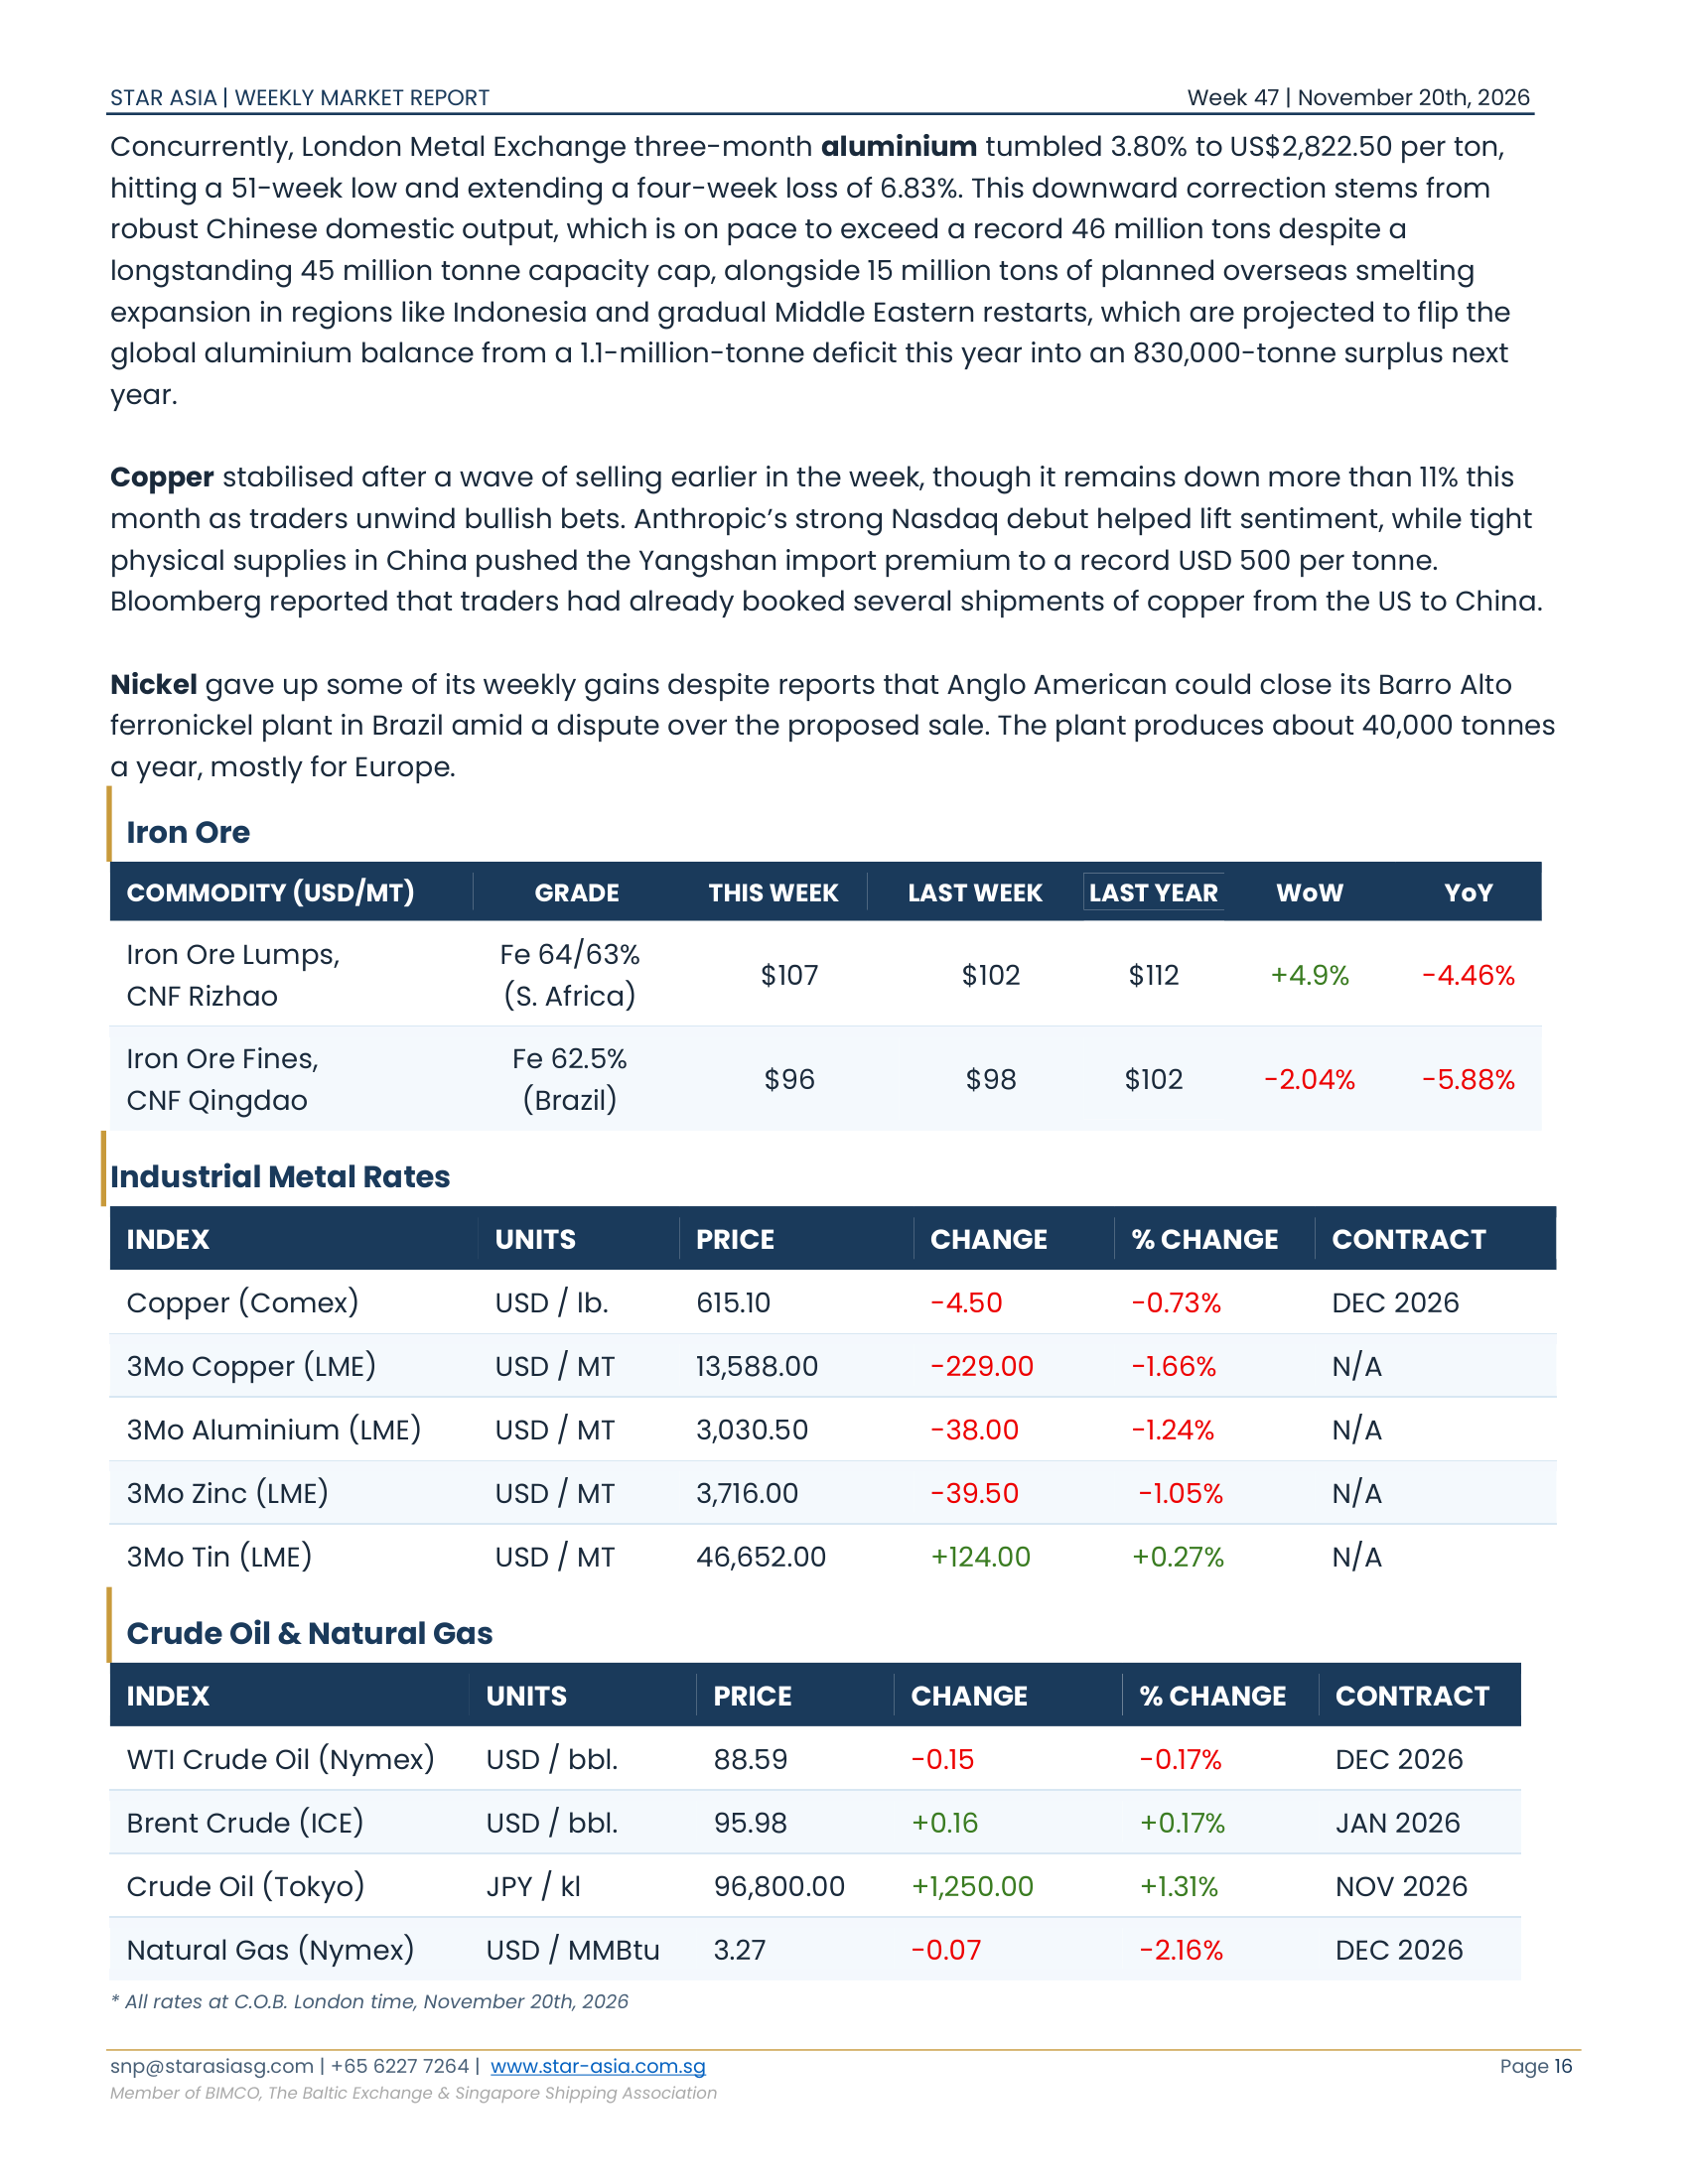 STAR ASIA | WEEKLY MARKET REPORT Week 47 | November 20th, 2026
Concurrently, London Metal Exchange three-month aluminium tumbled 3.80% to US$2,822.50 per ton,
hitting a 51-week low and extending a four-week loss of 6.83%. This downward correction stems from
robust Chinese domestic output, which is on pace to exceed a record 46 million tons despite a
longstanding 45 million tonne capacity cap, alongside 15 million tons of planned overseas smelting
expansion in regions like Indonesia and gradual Middle Eastern restarts, which are projected to flip the
global aluminium balance from a 1.1-million-tonne deficit this year into an 830,000-tonne surplus next
year.
Copper stabilised after a wave of selling earlier in the week, though it remains down more than 11% this
month as traders unwind bullish bets. Anthropic’s strong Nasdaq debut helped lift sentiment, while tight
physical supplies in China pushed the Yangshan import premium to a record USD 500 per tonne.
Bloomberg reported that traders had already booked several shipments of copper from the US to China.
Nickel gave up some of its weekly gains despite reports that Anglo American could close its Barro Alto
ferronickel plant in Brazil amid a dispute over the proposed sale. The plant produces about 40,000 tonnes
a year, mostly for Europe.
Iron Ore
COMMODITY (USD/MT) GRADE THIS WEEK LAST WEEK LAST YEAR WoW YoY
Iron Ore Lumps, Fe 64/63%
$107 $102 $112 +4.9% -4.46%
CNF Rizhao (S. Africa)
Iron Ore Fines, Fe 62.5%
$96 $98 $102 -2.04% -5.88%
CNF Qingdao (Brazil)
Industrial Metal Rates
INDEX UNITS PRICE CHANGE % CHANGE CONTRACT
Copper (Comex) USD / lb. 615.10 -4.50 -0.73% DEC 2026
3Mo Copper (LME) USD / MT 13,588.00 -229.00 -1.66% N/A
3Mo Aluminium (LME) USD / MT 3,030.50 -38.00 -1.24% N/A
3Mo Zinc (LME) USD / MT 3,716.00 -39.50 -1.05% N/A
3Mo Tin (LME) USD / MT 46,652.00 +124.00 +0.27% N/A
Crude Oil & Natural Gas
INDEX UNITS PRICE CHANGE % CHANGE CONTRACT
WTI Crude Oil (Nymex) USD / bbl. 88.59 -0.15 -0.17% DEC 2026
Brent Crude (ICE) USD / bbl. 95.98 +0.16 +0.17% JAN 2026
Crude Oil (Tokyo) JPY / kl 96,800.00 +1,250.00 +1.31% NOV 2026
Natural Gas (Nymex) USD / MMBtu 3.27 -0.07 -2.16% DEC 2026
* All rates at C.O.B. London time, November 20th, 2026
snp@starasiasg.com | +65 6227 7264 | www.star-asia.com.sg Page 16
Member of BIMCO, The Baltic Exchange & Singapore Shipping Association